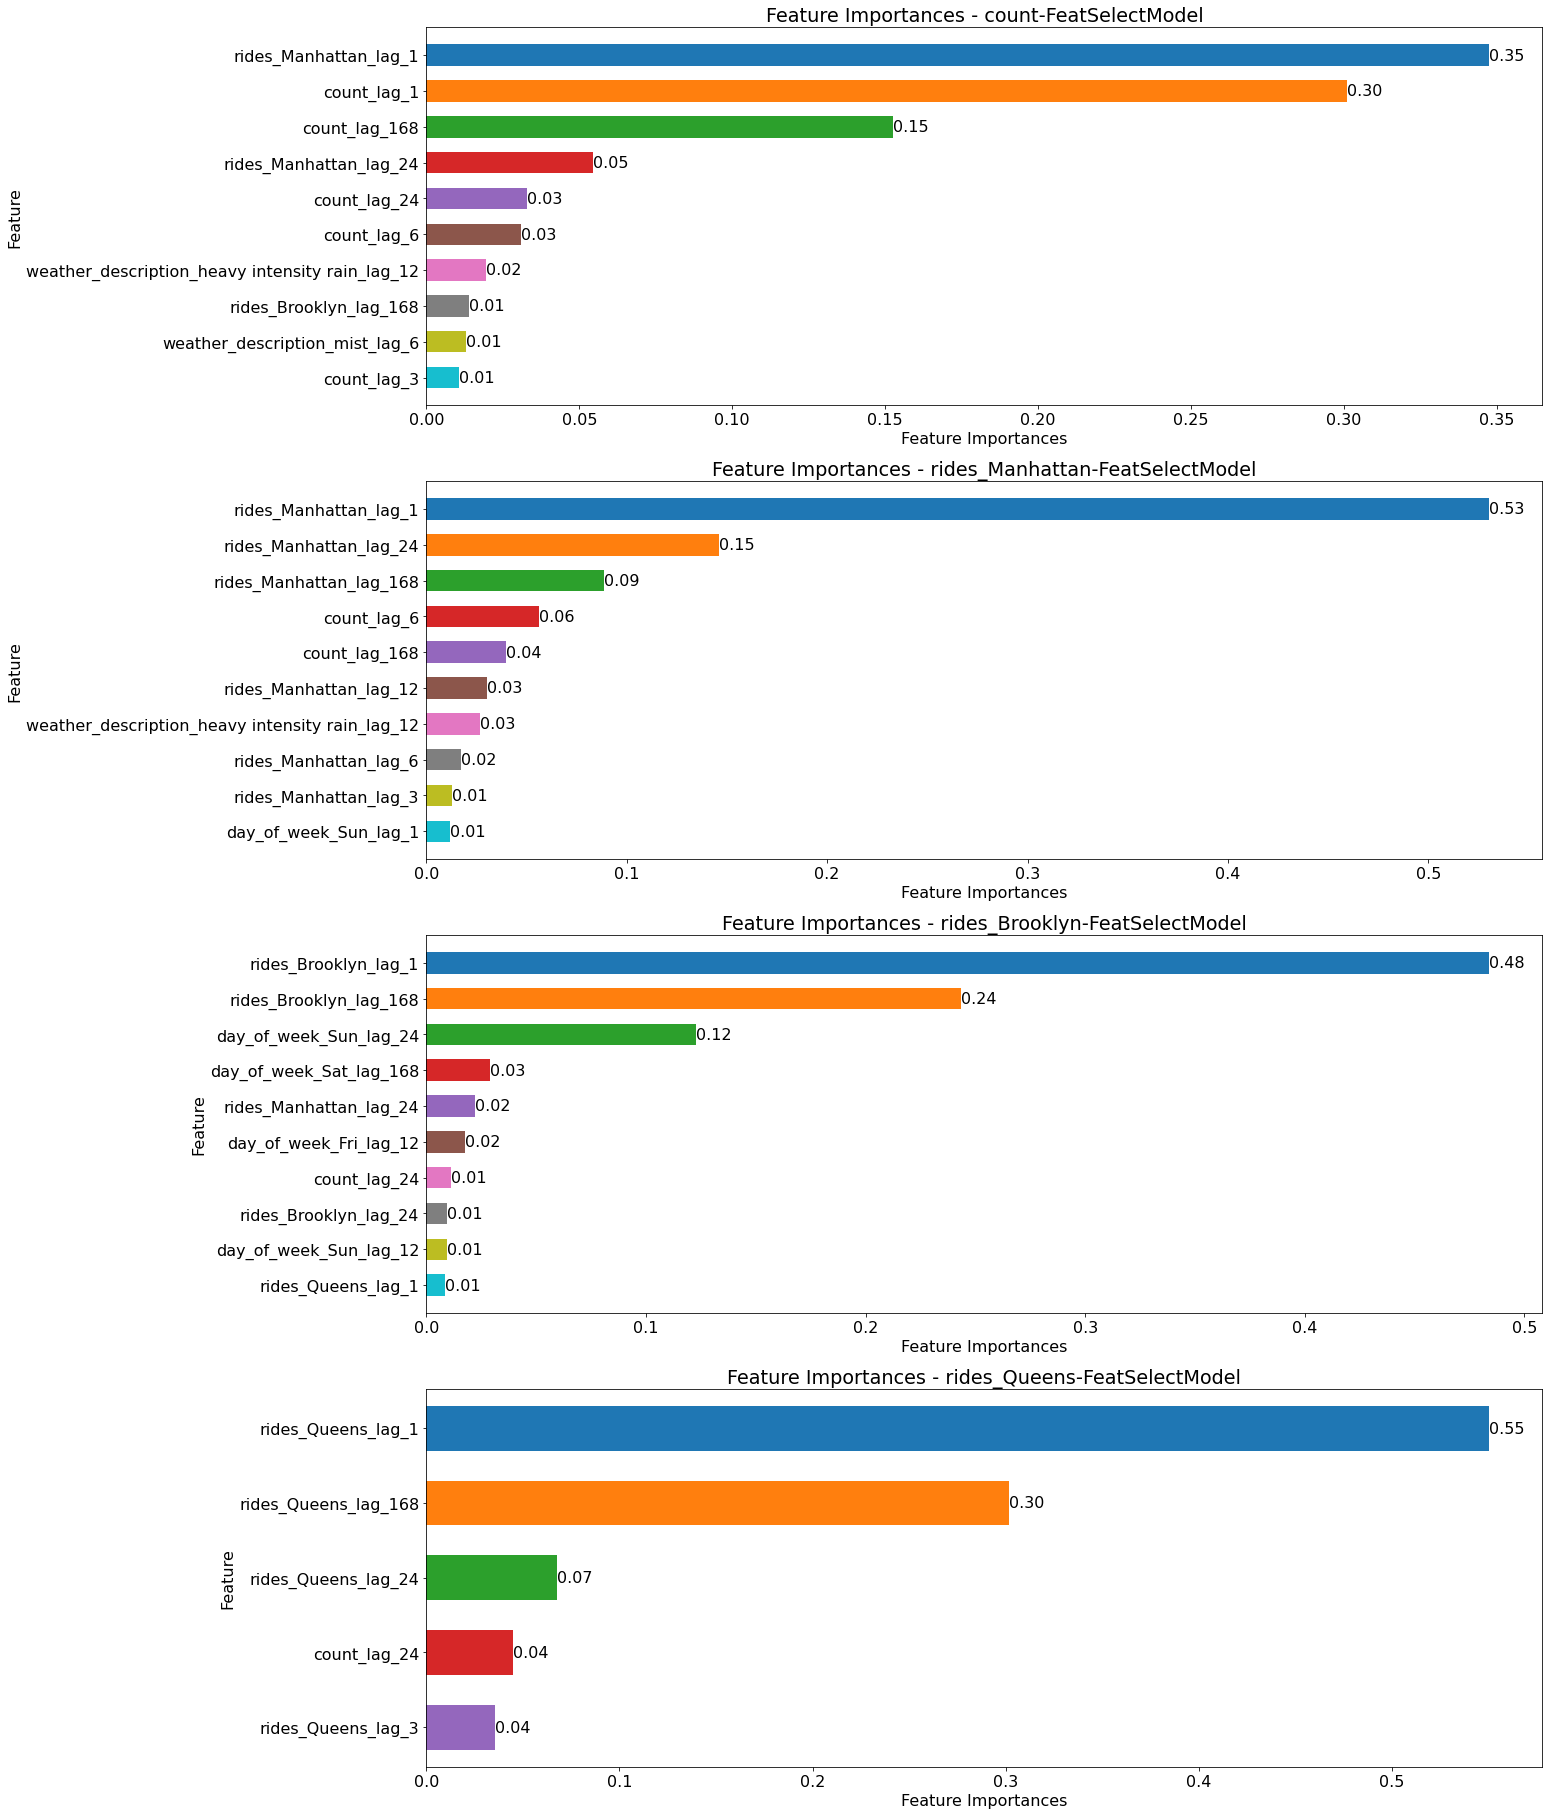 Feature Importances - count-FeatSelectModel
Feature
rides_Manhattan_lag_1 0.35
count_lag_1 0.30
count_lag_168 0.15
rides_Manhattan_lag_24 0.05
count_lag_24 0.03
count_lag_6 0.03
weather_description_heavy intensity rain_lag_12 0.02
rides_Brooklyn_lag_168 0.01
weather_description_mist_lag_6 0.01
count_lag_3 0.01
0.00 0.05 0.10 0.15 0.20 0.25 0.30 0.35
Feature Importances
Feature Importances - rides_Manhattan-FeatSelectModel
Feature
rides_Manhattan_lag_1 0.53
rides_Manhattan_lag_24 0.15
rides_Manhattan_lag_168 0.09
count_lag_6 0.06
count_lag_168 0.04
rides_Manhattan_lag_12 0.03
weather_description_heavy intensity rain_lag_12 0.03
rides_Manhattan_lag_6 0.02
rides_Manhattan_lag_3 0.01
day_of_week_Sun_lag_1 0.01
0.0 0.1 0.2 0.3 0.4 0.5
Feature Importances
Feature Importances - rides_Brooklyn-FeatSelectModel
Feature
rides_Brooklyn_lag_1 0.48
rides_Brooklyn_lag_168 0.24
day_of_week_Sun_lag_24 0.12
day_of_week_Sat_lag_168 0.03
rides_Manhattan_lag_24 0.02
day_of_week_Fri_lag_12 0.02
count_lag_24 0.01
rides_Brooklyn_lag_24 0.01
day_of_week_Sun_lag_12 0.01
rides_Queens_lag_1 0.01
0.0 0.1 0.2 0.3 0.4 0.5
Feature Importances
Feature Importances - rides_Queens-FeatSelectModel
Feature
rides_Queens_lag_1 0.55
rides_Queens_lag_168 0.30
rides_Queens_lag_24 0.07
count_lag_24 0.04
rides_Queens_lag_3 0.04
0.0 0.1 0.2 0.3 0.4 0.5
Feature Importances